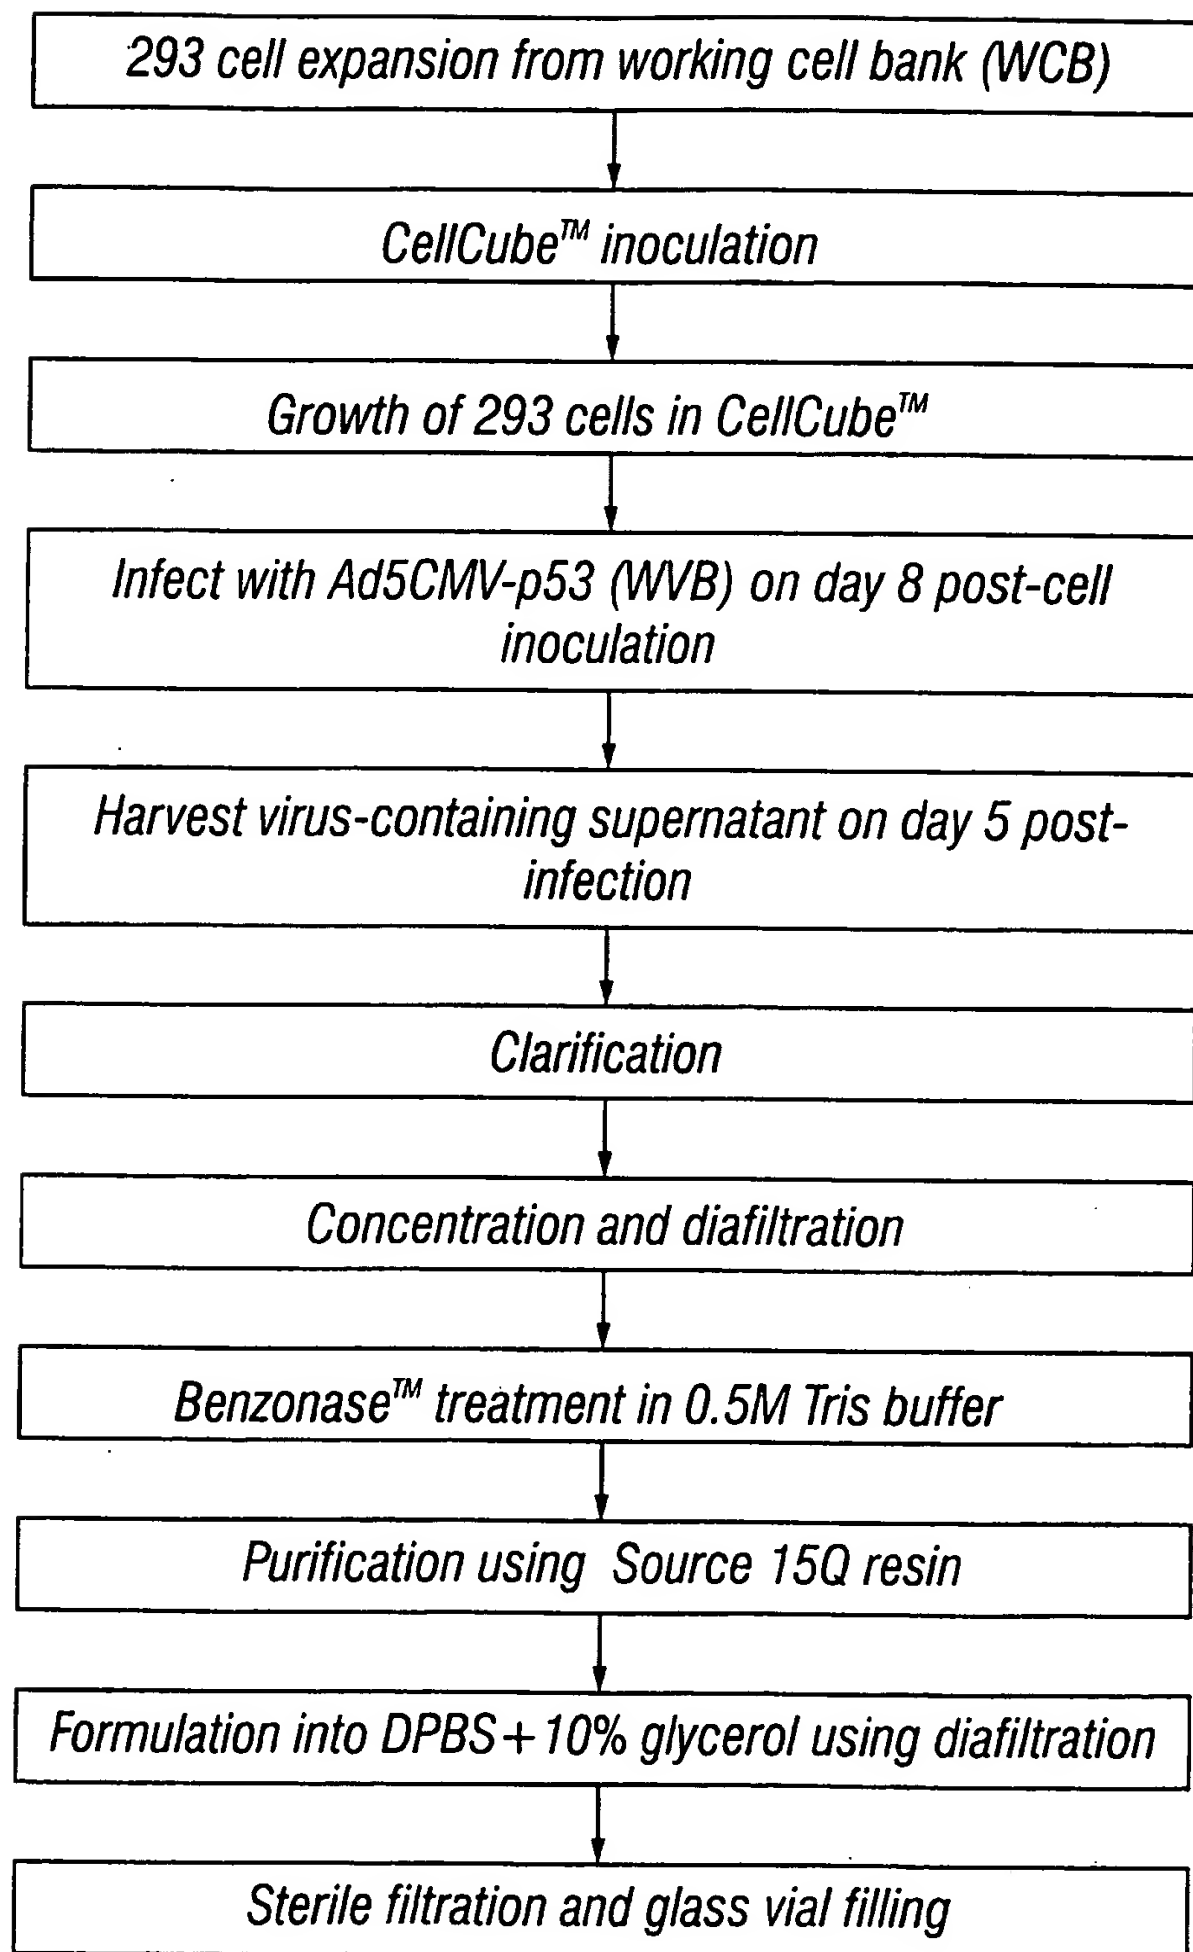 293 cell expansion from working cell bank (WCB)
CellCube™ inoculation
Growth of 293 cells in CellCube™
Infect with Ad5CMV-p53 (WVB) on day 8 post-cell
inoculation
Harvest virus-containing supernatant on day 5 post-
infection
Clarification
Concentration and diafiltration
Benzonase™ treatment in 0.5M Tris buffer
Purification using Source 15Q resin
Formulation into DPBS+10% glycerol using diafiltration
Sterile filtration and glass vial filling